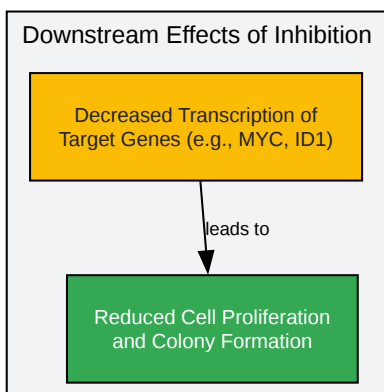 Downstream Effects of Inhibition
Decreased Transcription of
Target Genes (e.g., MYC, ID1)
leads to
Reduced Cell Proliferation
and Colony Formation